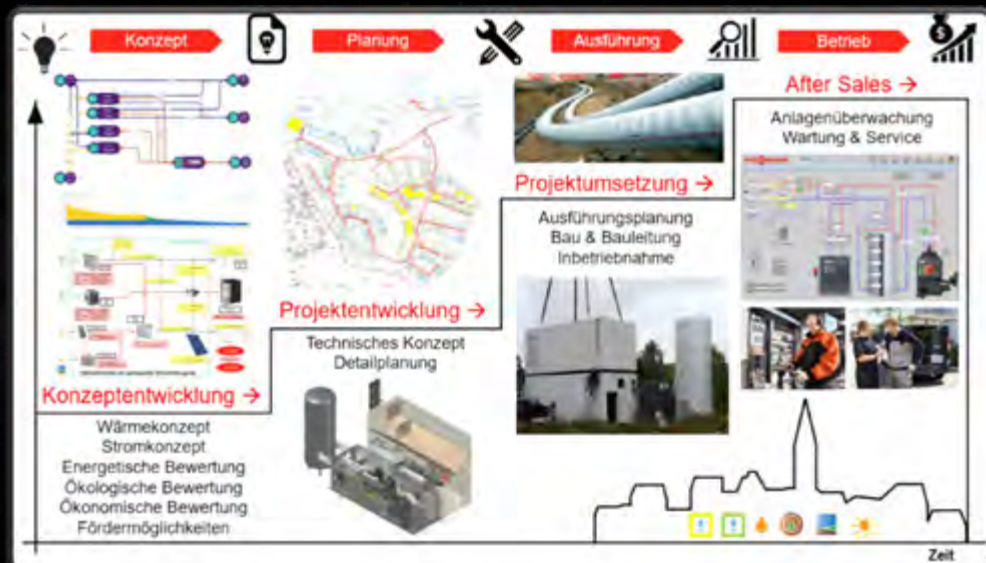 Konzept
Planung
Ausführung
Betrieb
After Sales →
Anlagenüberwachung
Wartung & Service
Projektumsetzung →
Ausführungsplanung
Bau & Bauleitung
Inbetriebnahme
Projektentwicklung →
Technisches Konzept
Detailplanung
Konzeptentwicklung →
Wärmekonzept
Stromkonzept
Energetische Bewertung
Ökologische Bewertung
Ökonomische Bewertung
Fördermöglichkeiten
Zeit